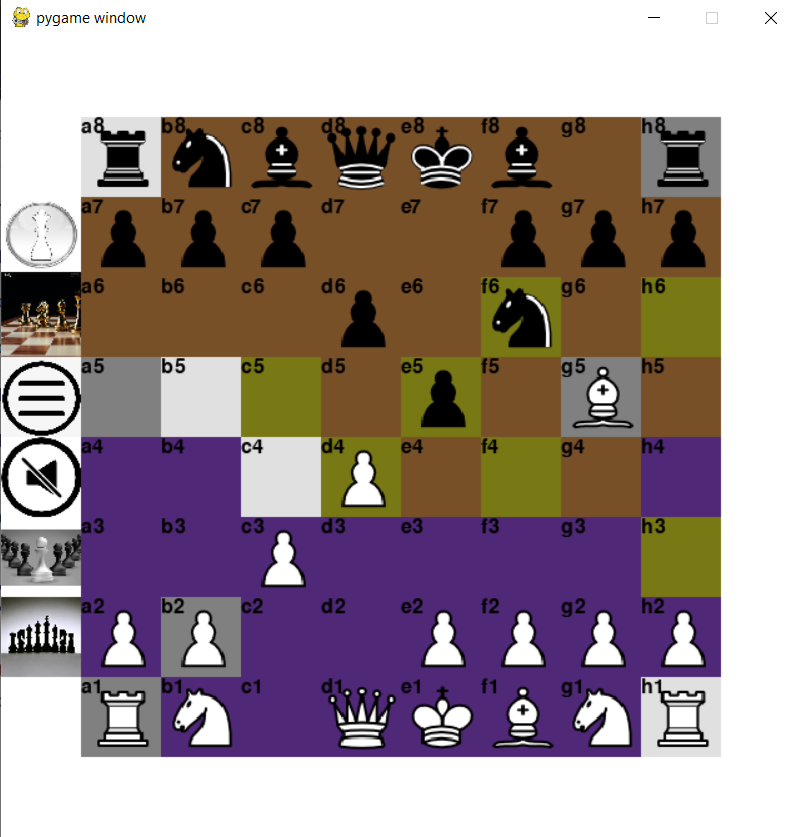 pygame window
a8 b8 c8 d8 e8 f8 g8 h8
a7 b7 c7 d7 e7 f7 g7 h7
a6 b6 c6 d6 e6 f6 g6 h6
a5 b5 c5 d5 e5 f5 g5 h5
a4 b4 c4 d4 e4 f4 g4 h4
a3 b3 c3 d3 e3 f3 g3 h3
a2 b2 c2 d2 e2 f2 g2 h2
a1 b1 c1 d1 e1 f1 g1 h1